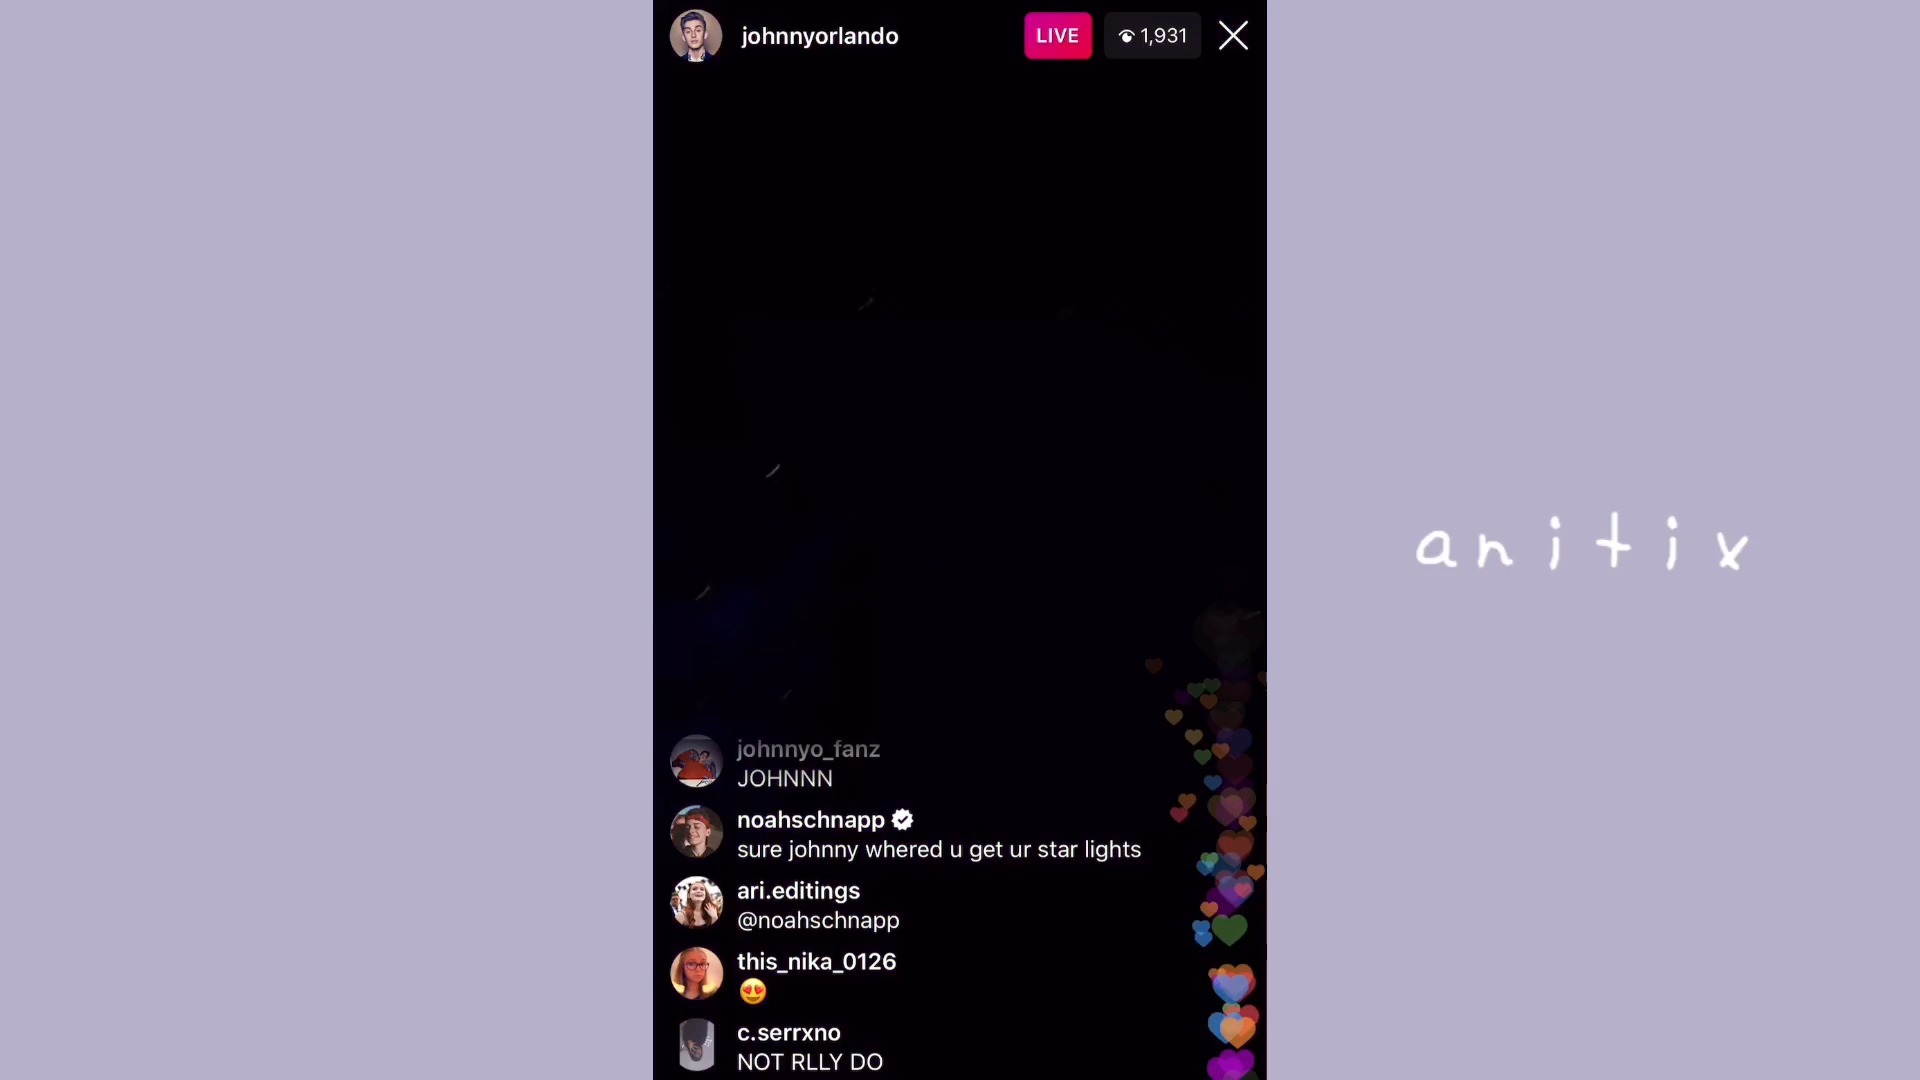 johnnyorlando
LIVE
1,931
johnnyo_fanz
JOHNNN
noahschnapp
sure johnny whered u get ur star lights
ari.editings
@noahschnapp
this_nika_0126
😍
c.serrxno
NOT RLLY DO
anitix